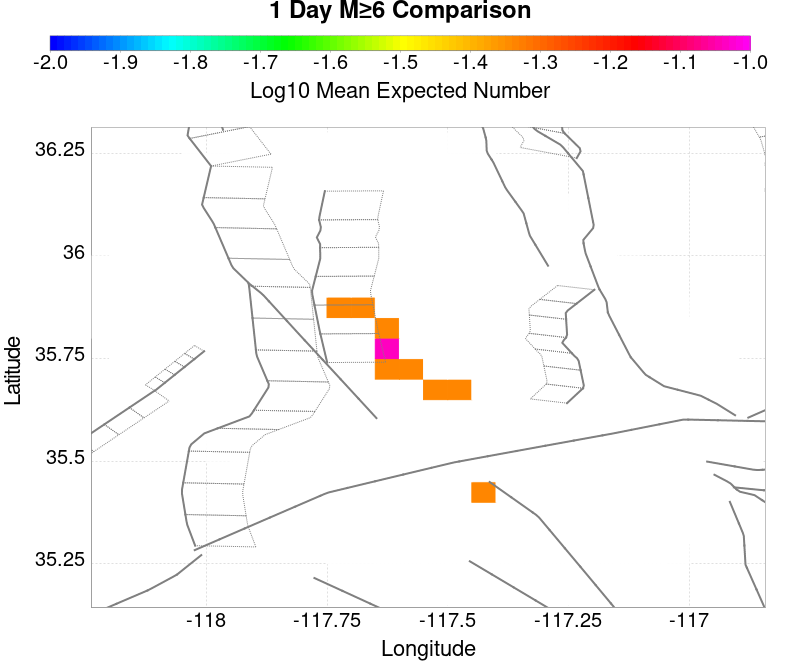 1 Day M≥6 Comparison
-2.0 -1.9 -1.8 -1.7 -1.6 -1.5 -1.4 -1.3 -1.2 -1.1 -1.0
Log10 Mean Expected Number
36.25
36
35.75
35.5
35.25
Latitude
-118 -117.75 -117.5 -117.25 -117
Longitude